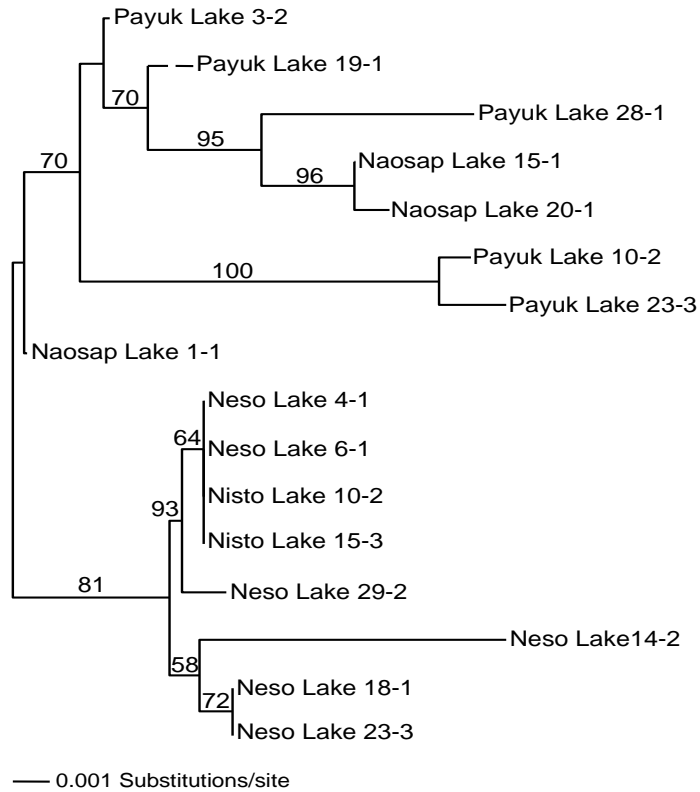 Payuk Lake 3-2
Payuk Lake 19-1
70
Payuk Lake 28-1
95
Naosap Lake 15-1
70
96
Naosap Lake 20-1
Payuk Lake 10-2
100
Payuk Lake 23-3
Naosap Lake 1-1
Neso Lake 4-1
64
Neso Lake 6-1
Nisto Lake 10-2
93
Nisto Lake 15-3
81
Neso Lake 29-2
Neso Lake14-2
58
Neso Lake 18-1
72
Neso Lake 23-3
0.001 Substitutions/site